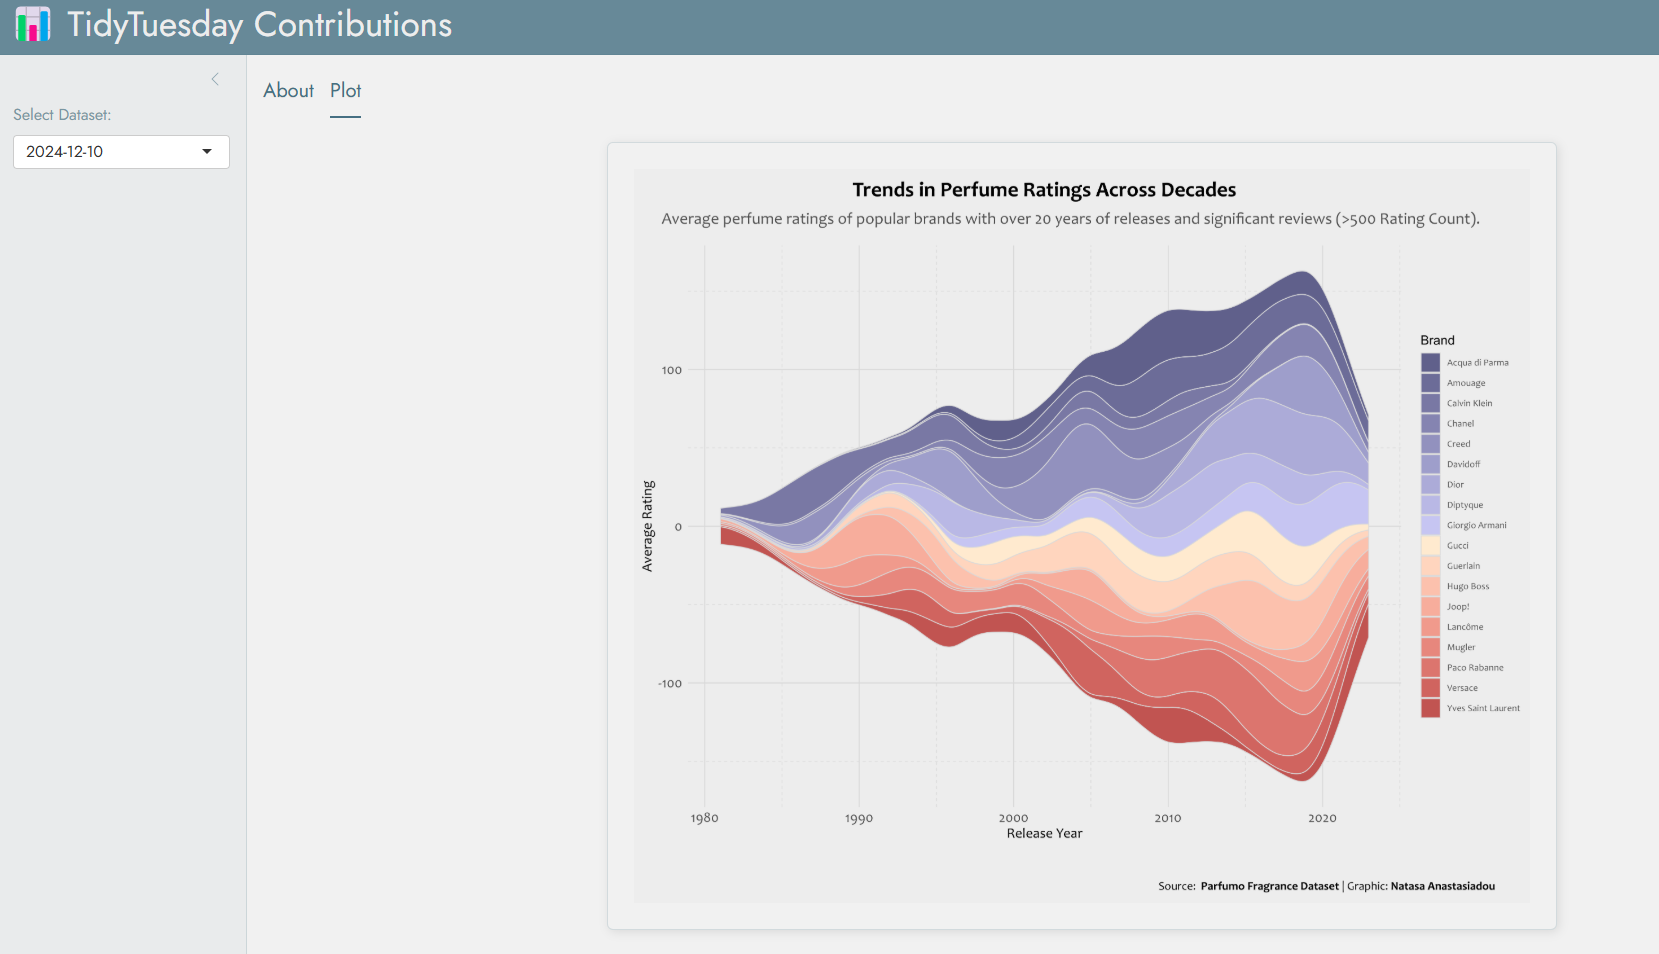 TidyTuesday Contributions
Select Dataset:
2024-12-10
About Plot
Trends in Perfume Ratings Across Decades
Average perfume ratings of popular brands with over 20 years of releases and significant reviews (>500 Rating Count).
100
0
-100
Average Rating
1980 1990 2000 2010 2020
Release Year
Brand
Acqua di Parma
Amouage
Calvin Klein
Chanel
Creed
Davidoff
Dior
Diptyque
Giorgio Armani
Gucci
Guerlain
Hugo Boss
Joop!
Lancôme
Mugler
Paco Rabanne
Versace
Yves Saint Laurent
Source: Parfumo Fragrance Dataset | Graphic: Natasa Anastasiadou